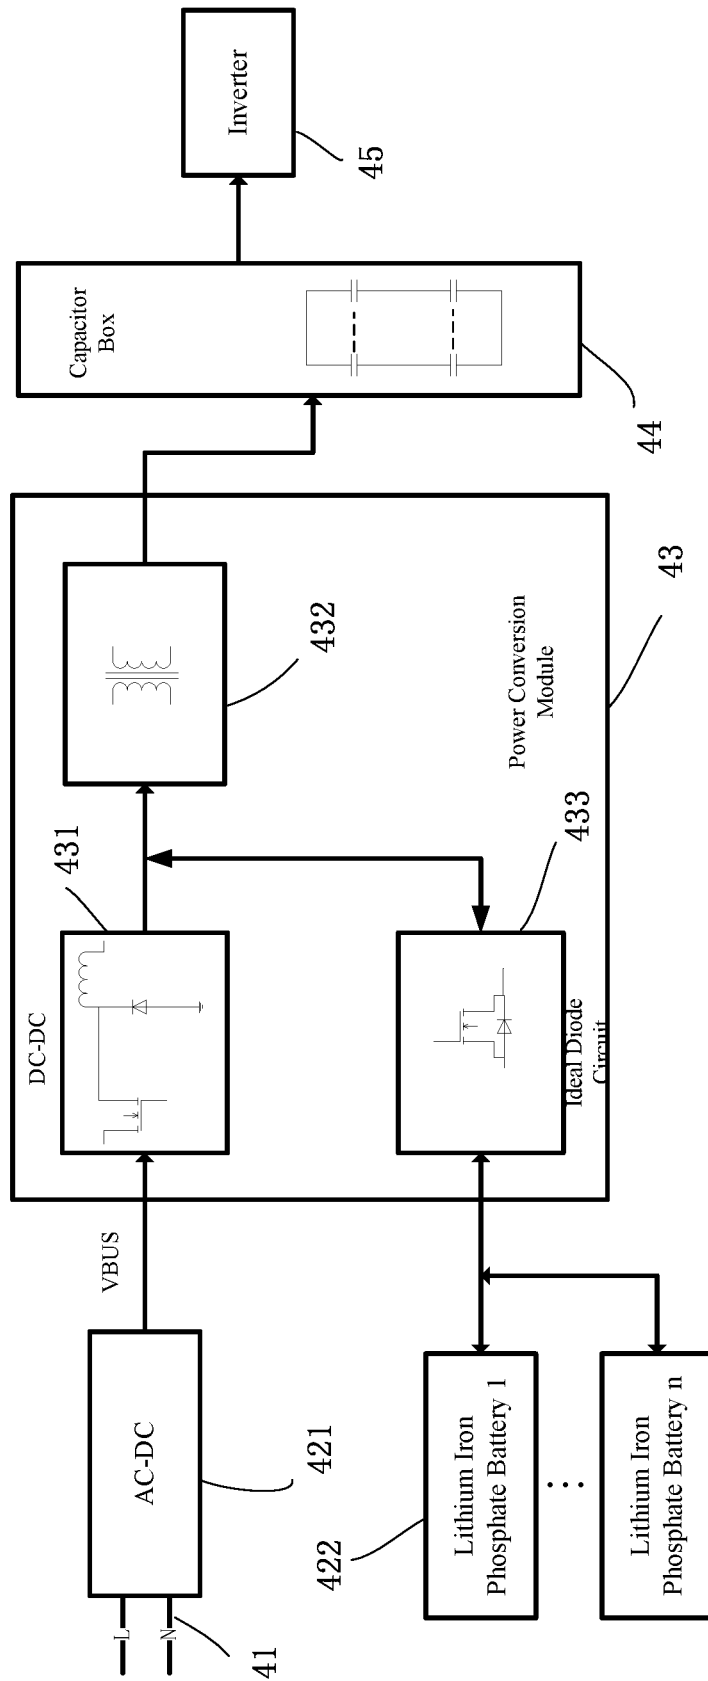 L
N
41
AC-DC
421
VBUS
DC-DC
431
432
Capacitor
Box
44
Inverter
45
Lithium Iron
Phosphate Battery 1
422
...
Lithium Iron
Phosphate Battery n
Ideal Diode
Circuit
433
Power Conversion
Module
43